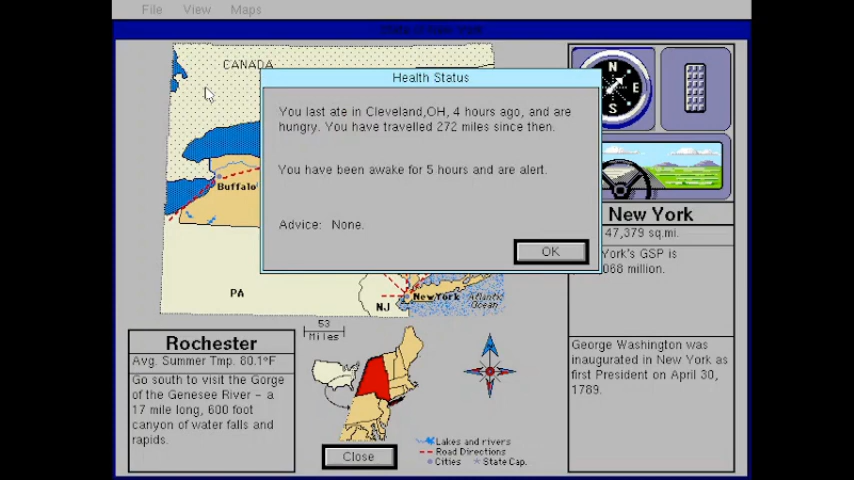 File View Maps
CANADA
Health Status
You last ate in Cleveland,OH, 4 hours ago, and are
hungry. You have travelled 272 miles since then.
You have been awake for 5 hours and are alert.
Advice: None.
OK
N
E
S
Buffalo
PA
NJ
New York
Atlantic
Ocean
New York
47,379 sq.mi.
York's GSP is
068 million.
George Washington was
inaugurated in New York as
first President on April 30,
1789.
Rochester
Avg. Summer Tmp. 80.1°F
Go south to visit the Gorge
of the Genesee River - a
17 mile long, 600 foot
canyon of water falls and
rapids.
53
Miles
Close
Lakes and rivers
Road Directions
Cities State Cap.